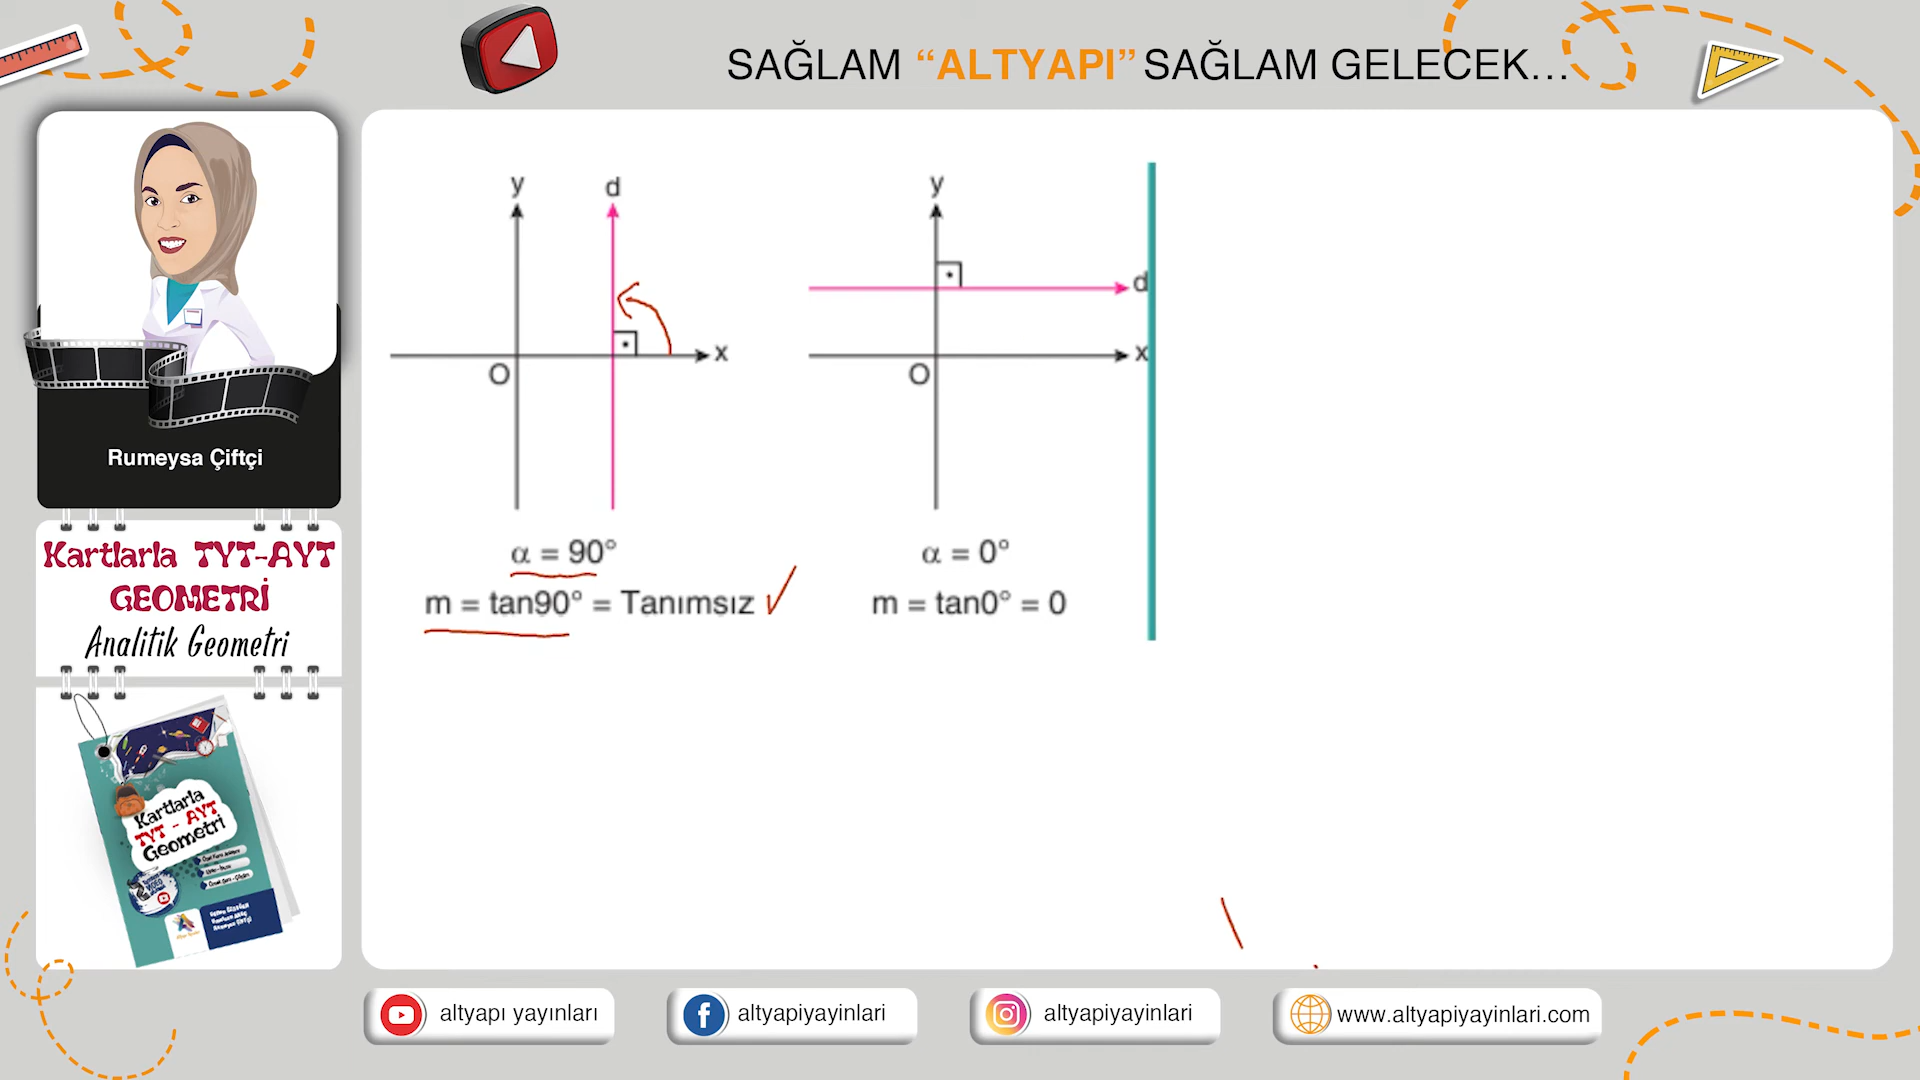 SAĞLAM “ALTYAPI” SAĞLAM GELECEK...
Rumeysa Çiftçi
Kartlarla TYT-AYT
GEOMETRİ
Analitik Geometri
Kartlarla
TYT - AYT
Geometri
y
d
x
O
α = 90°
m = tan90° = Tanımsız
y
d
x
O
α = 0°
m = tan0° = 0
altyapı yayınları
altyapiyayinlari
altyapiyayinlari
www.altyapiyayinlari.com